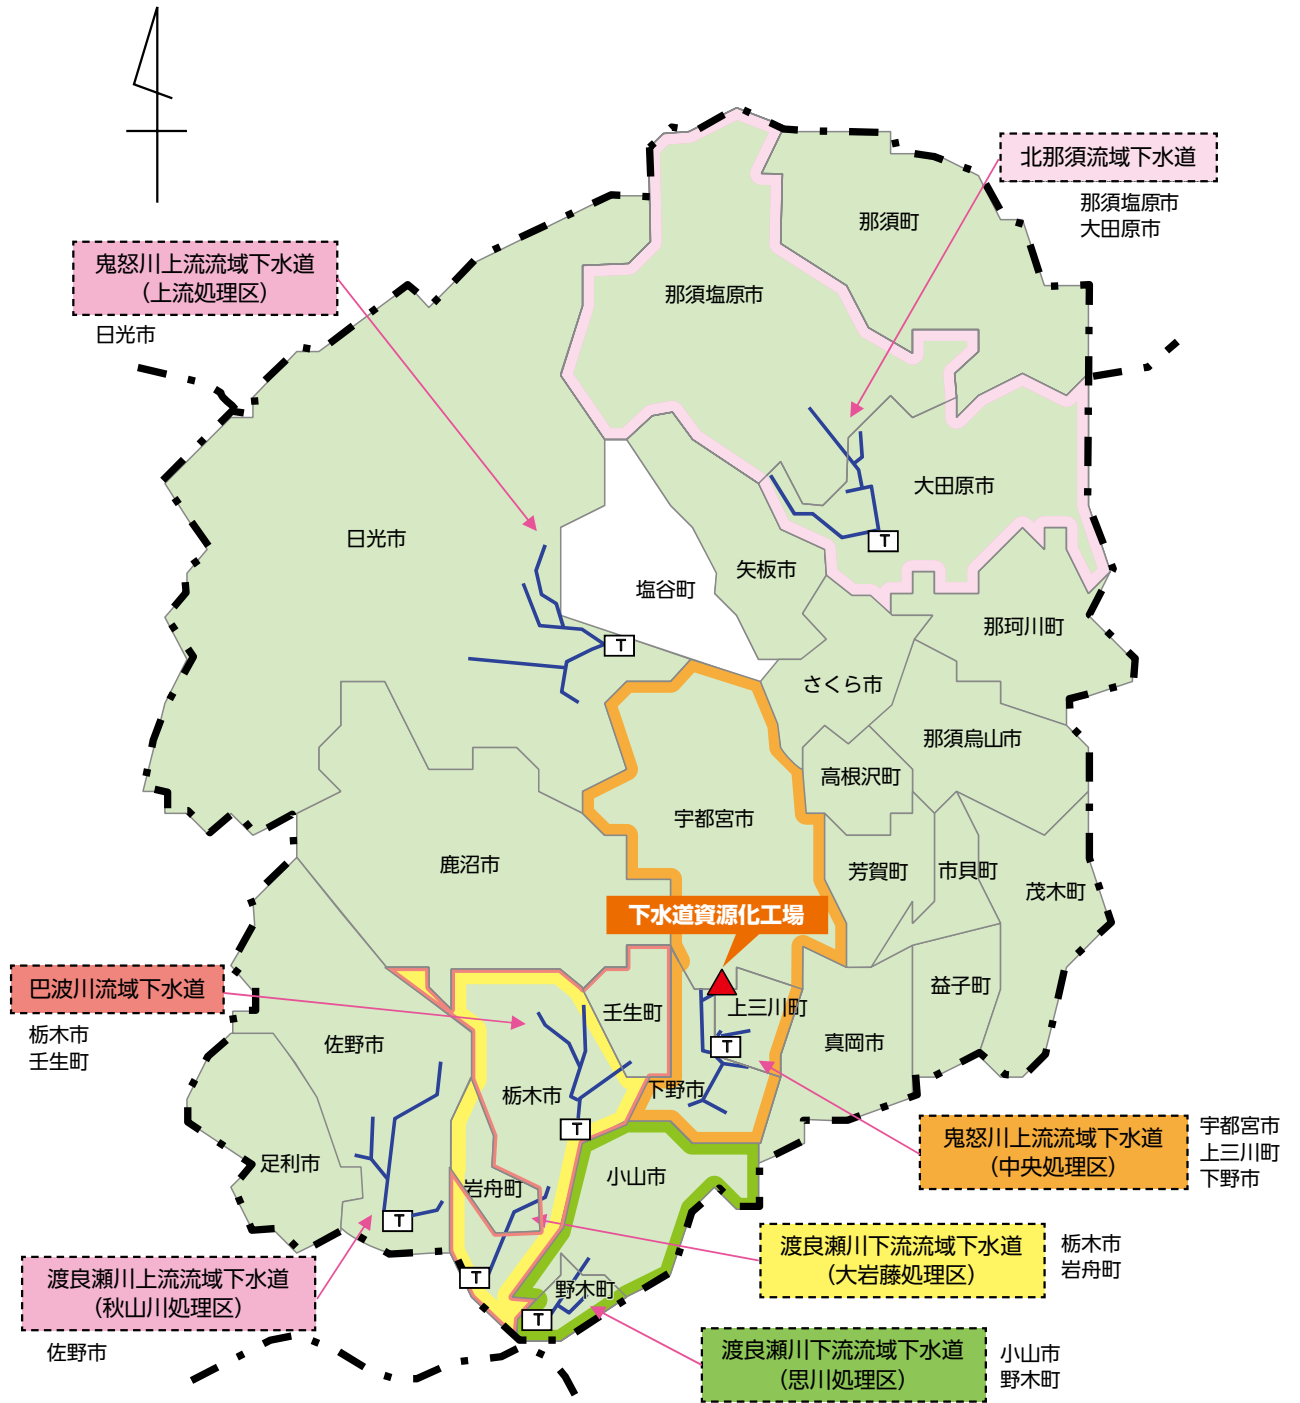 北那須流域下水道
那須塩原市
大田原市
那須町
鬼怒川上流流域下水道
（上流処理区）
日光市
那須塩原市
大田原市
T
日光市
矢板市
塩谷町
那珂川町
T
さくら市
那須烏山市
高根沢町
宇都宮市
鹿沼市
芳賀町
市貝町
茂木町
下水道資源化工場
巴波川流域下水道
栃木市
壬生町
益子町
上三川町
壬生町
真岡市
佐野市
T
下野市
栃木市
T
鬼怒川上流流域下水道
（中央処理区）
宇都宮市
上三川町
下野市
足利市
小山市
岩舟町
T
渡良瀬川下流流域下水道
（大岩藤処理区）
栃木市
岩舟町
渡良瀬川上流流域下水道
（秋山川処理区）
佐野市
T
野木町
T
渡良瀬川下流流域下水道
（思川処理区）
小山市
野木町